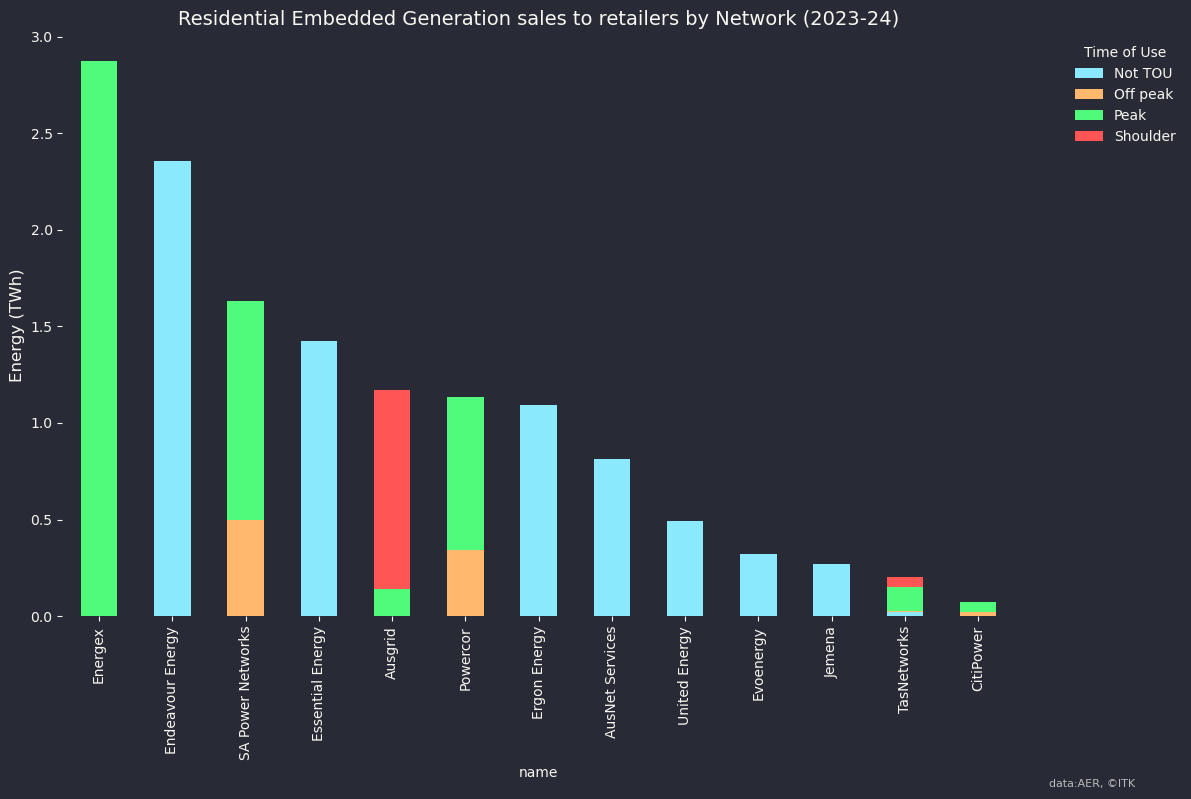 Residential Embedded Generation sales to retailers by Network (2023-24)
Time of Use
Not TOU
Off peak
Peak
Shoulder
Energy (TWh)
3.0
2.5
2.0
1.5
1.0
0.5
0.0
Energex
Endeavour Energy
SA Power Networks
Essential Energy
Ausgrid
Powercor
Ergon Energy
AusNet Services
United Energy
Evoenergy
Jemena
TasNetworks
CitiPower
name
data:AER, ©ITK